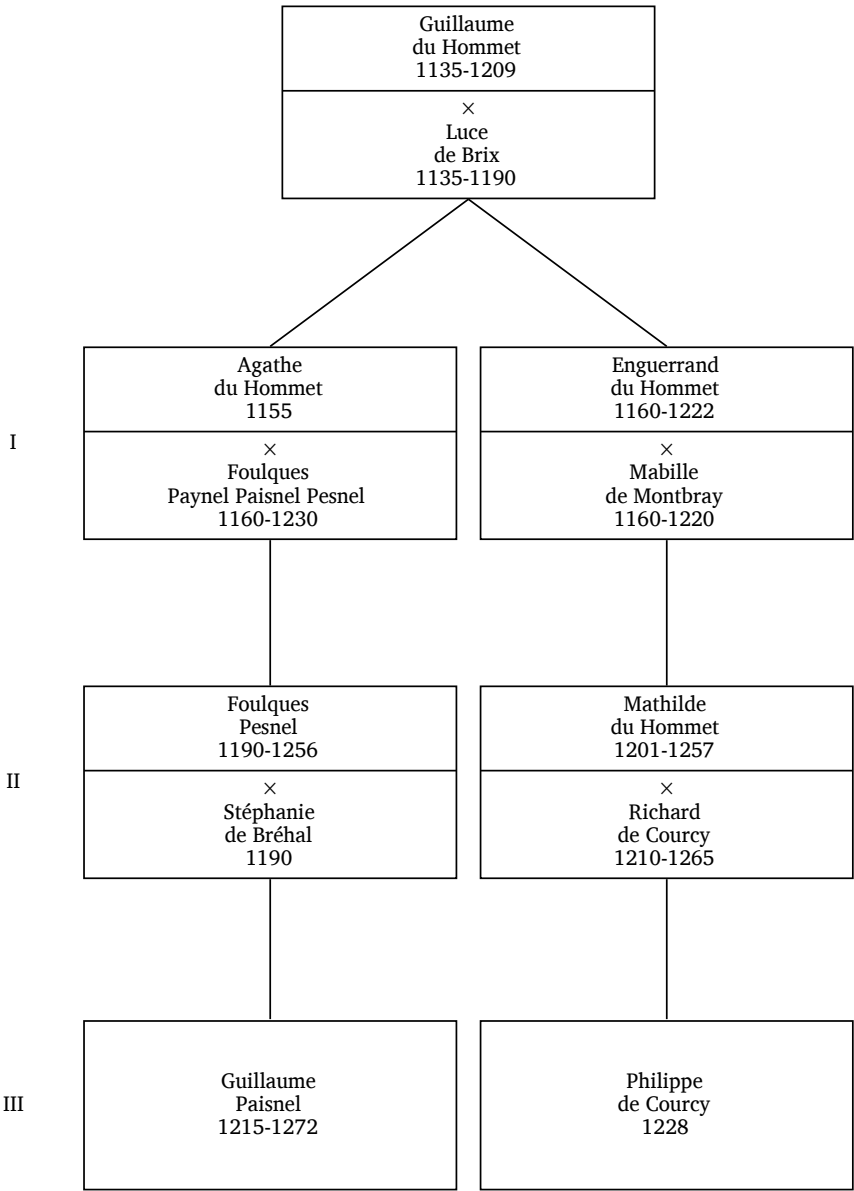 Guillaume
du Hommet
1135-1209
×
Luce
de Brix
1135-1190
I
Agathe
du Hommet
1155
×
Foulques
Paynel Paisnel Pesnel
1160-1230
Enguerrand
du Hommet
1160-1222
×
Mabille
de Montbray
1160-1220
II
Foulques
Pesnel
1190-1256
×
Stéphanie
de Bréhal
1190
Mathilde
du Hommet
1201-1257
×
Richard
de Courcy
1210-1265
III
Guillaume
Paisnel
1215-1272
Philippe
de Courcy
1228